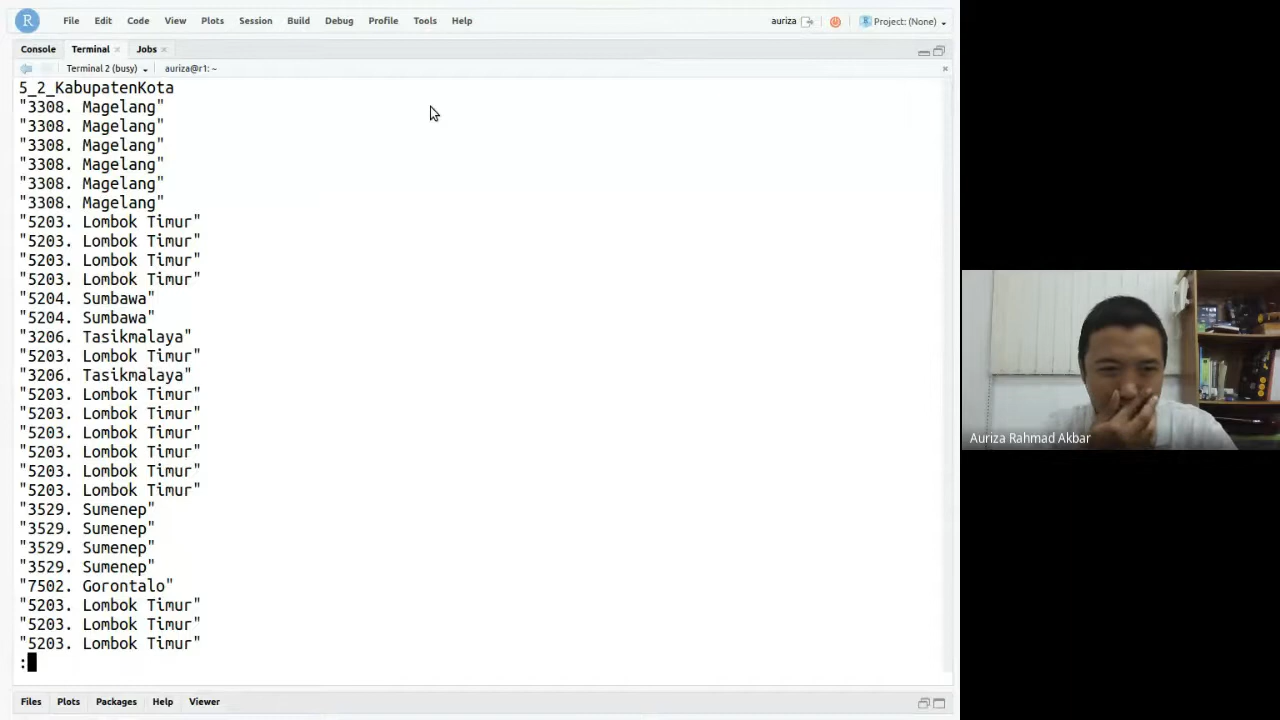 R File Edit Code View Plots Session Build Debug Profile Tools Help auriza R Project: (None)
Console Terminal Jobs
Terminal 2 (busy) auriza@r1: ~
5_2_KabupatenKota
"3308. Magelang"
"3308. Magelang"
"3308. Magelang"
"3308. Magelang"
"3308. Magelang"
"3308. Magelang"
"5203. Lombok Timur"
"5203. Lombok Timur"
"5203. Lombok Timur"
"5203. Lombok Timur"
"5204. Sumbawa"
"5204. Sumbawa"
"3206. Tasikmalaya"
"5203. Lombok Timur"
"3206. Tasikmalaya"
"5203. Lombok Timur"
"5203. Lombok Timur"
"5203. Lombok Timur"
"5203. Lombok Timur"
"5203. Lombok Timur"
"5203. Lombok Timur"
"3529. Sumenep"
"3529. Sumenep"
"3529. Sumenep"
"3529. Sumenep"
"7502. Gorontalo"
"5203. Lombok Timur"
"5203. Lombok Timur"
"5203. Lombok Timur"
:
Files Plots Packages Help Viewer
Auriza Rahmad Akbar